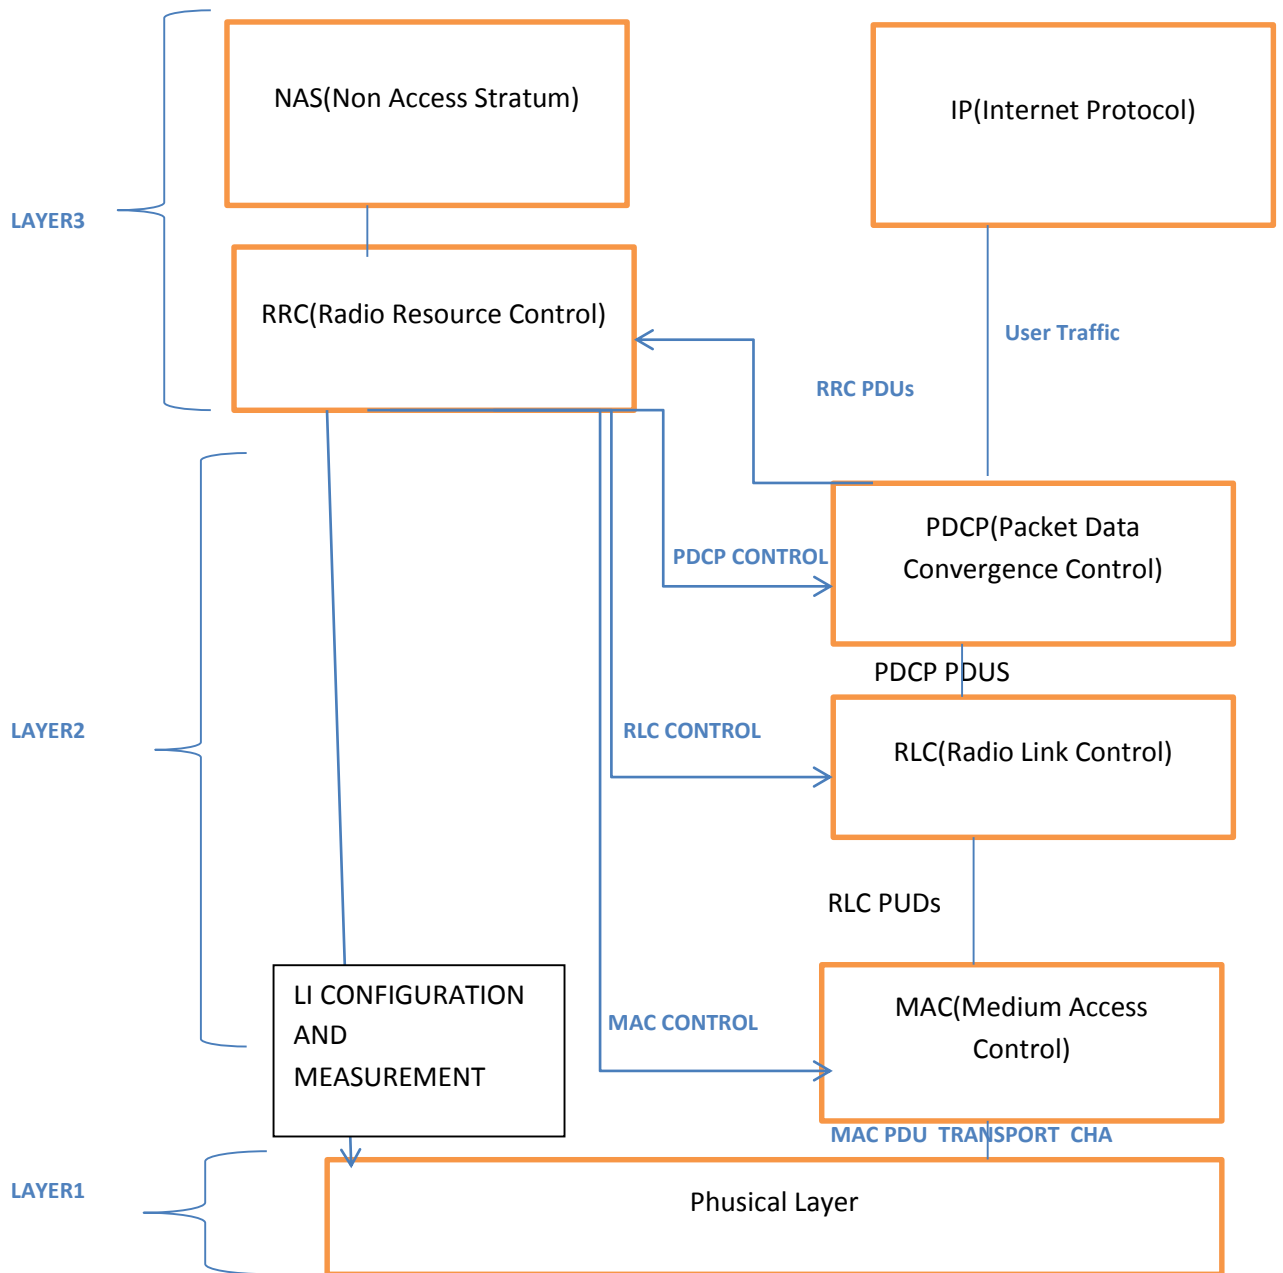 NAS(Non Access Stratum)
IP(Internet Protocol)
LAYER3
RRC(Radio Resource Control)
User Traffic
RRC PDUs
PDCP(Packet Data
Convergence Control)
PDCP CONTROL
PDCP PDUS
LAYER2
RLC CONTROL
RLC(Radio Link Control)
RLC PUDs
LI CONFIGURATION
AND
MEASUREMENT
MAC CONTROL
MAC(Medium Access
Control)
MAC PDU TRANSPORT CHA
LAYER1
Phusical Layer